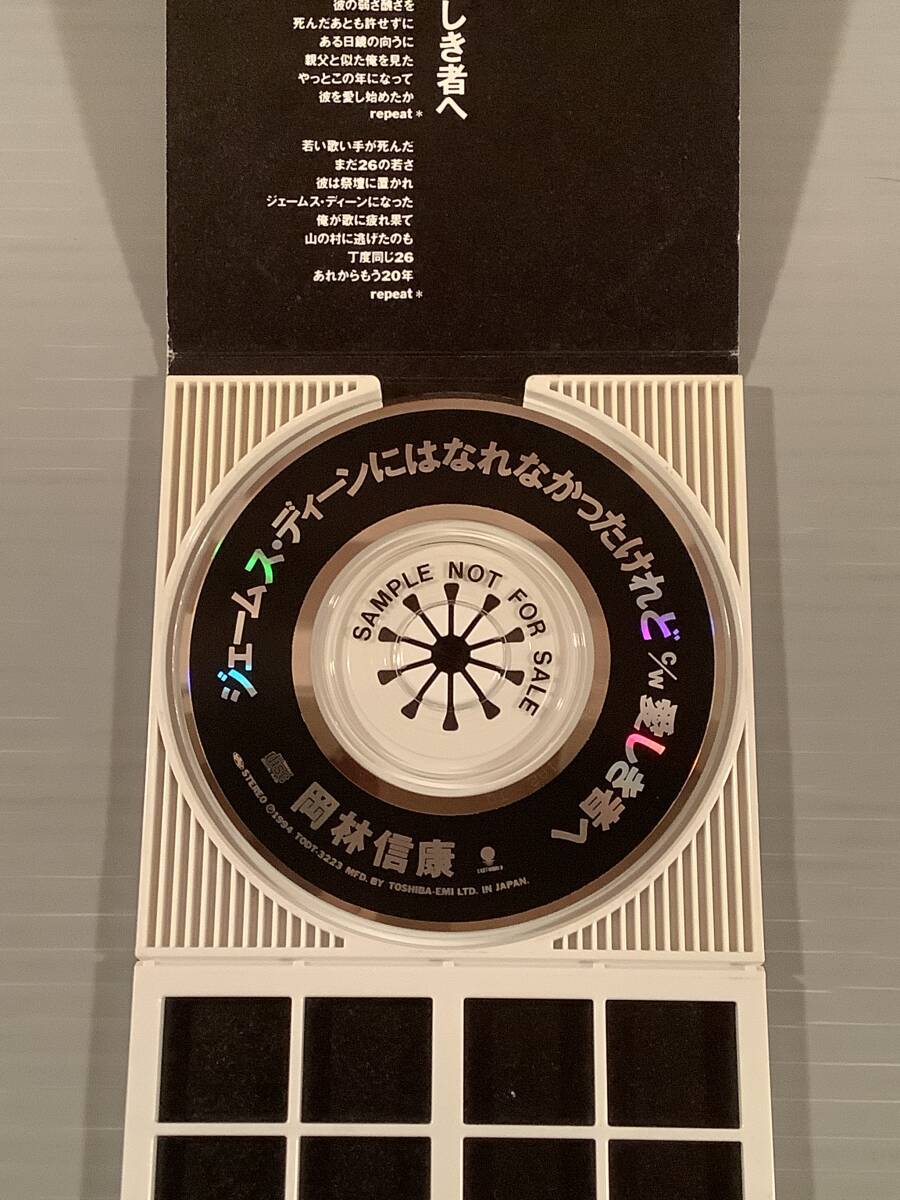 しき者へ
彼の弱さ醜さを
死んだあとも許せずに
ある日鏡の向うに
親父と似た俺を見た
やっとこの年になって
彼を愛し始めたか
repeat *
若い歌い手が死んだ
まだ26の若さ
彼は祭壇に置かれ
ジェームス・ディーンになった
俺が歌に疲れ果て
山の村に逃げたのも
丁度同じ26
あれからもう20年
repeat *
ジェームス・ディーンにはなれなかったけれど c/w 愛しき者へ
SAMPLE NOT FOR SALE
岡林信康
STEREO ℗1994 TODT-3223 MFD. BY TOSHIBA-EMI LTD. IN JAPAN.
EASTWORLD